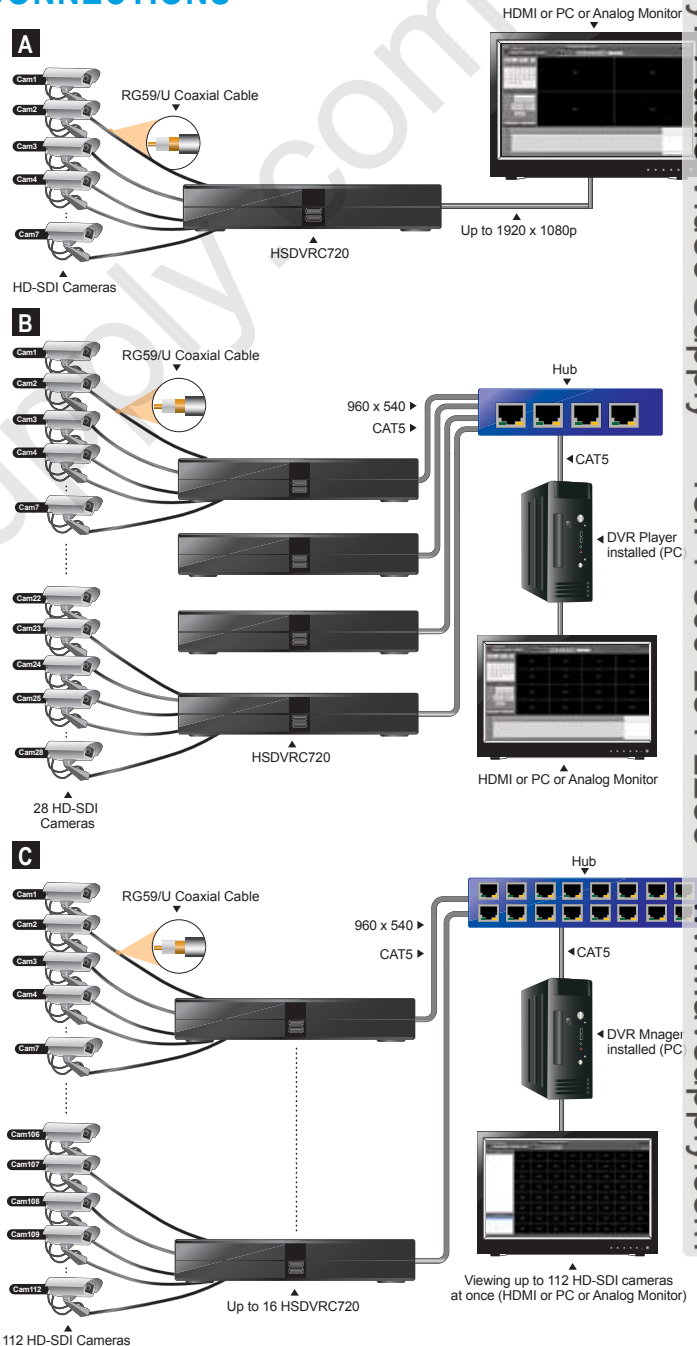 CONNECTIONS
HDMI or PC or Analog Monitor
A
Cam1
Cam2
Cam3
Cam4
Cam7
RG59/U Coaxial Cable
HSDVRC720
Up to 1920 x 1080p
HD-SDI Cameras
B
Cam1
Cam2
Cam3
Cam4
Cam7
RG59/U Coaxial Cable
960 x 540
CAT5
Hub
CAT5
DVR Player
installed (PC)
Cam22
Cam23
Cam24
Cam25
Cam28
HSDVRC720
HDMI or PC or Analog Monitor
28 HD-SDI
Cameras
C
Cam1
Cam2
Cam3
Cam4
Cam7
RG59/U Coaxial Cable
960 x 540
CAT5
Hub
CAT5
DVR Mnager
installed (PC)
Cam106
Cam107
Cam108
Cam109
Cam112
Up to 16 HSDVRC720
Viewing up to 112 HD-SDI cameras
at once (HDMI or PC or Analog Monitor)
112 HD-SDI Cameras